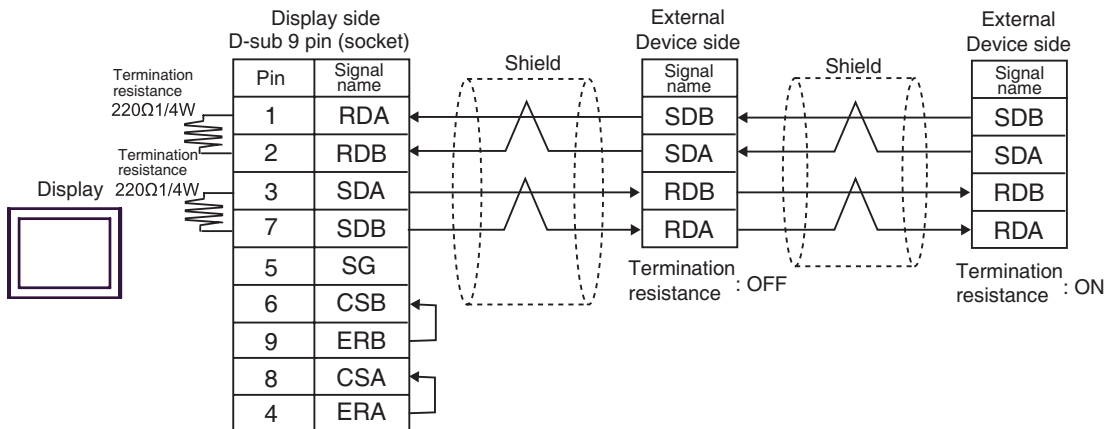 Display side
D-sub 9 pin (socket)
External
Device side
External
Device side
Termination
resistance
220Ω1/4W
Termination
resistance
220Ω1/4W
Display
Pin
Signal
name
1
RDA
2
RDB
3
SDA
7
SDB
5
SG
6
CSB
9
ERB
8
CSA
4
ERA
Shield
Signal
name
SDB
SDA
RDB
RDA
Termination
resistance : OFF
Shield
Signal
name
SDB
SDA
RDB
RDA
Termination
resistance : ON